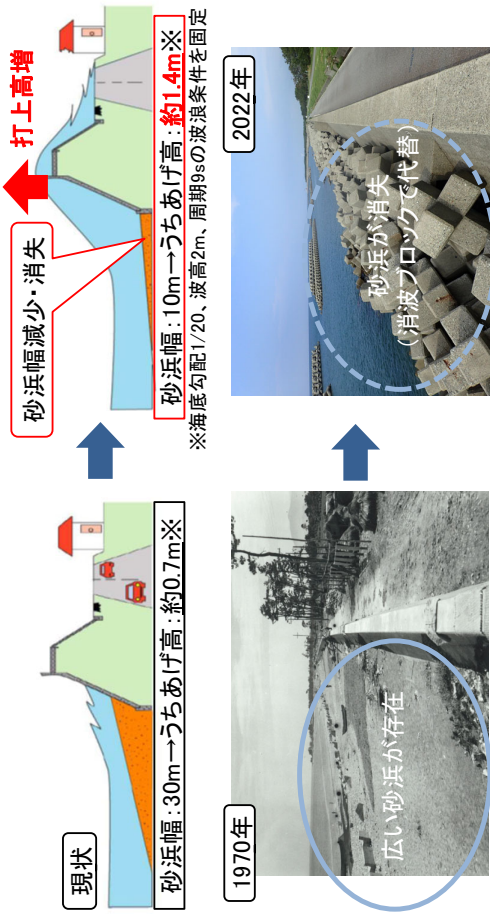 現状
砂浜幅：30m→うちあげ高：約0.7m※
砂浜幅減少・消失
打上高増
砂浜幅：10m→うちあげ高：約1.4m※
※海底勾配1/20、波高2m、周期9sの波浪条件を固定
1970年
広い砂浜が存在
2022年
砂浜が消失
（消波ブロックで代替）